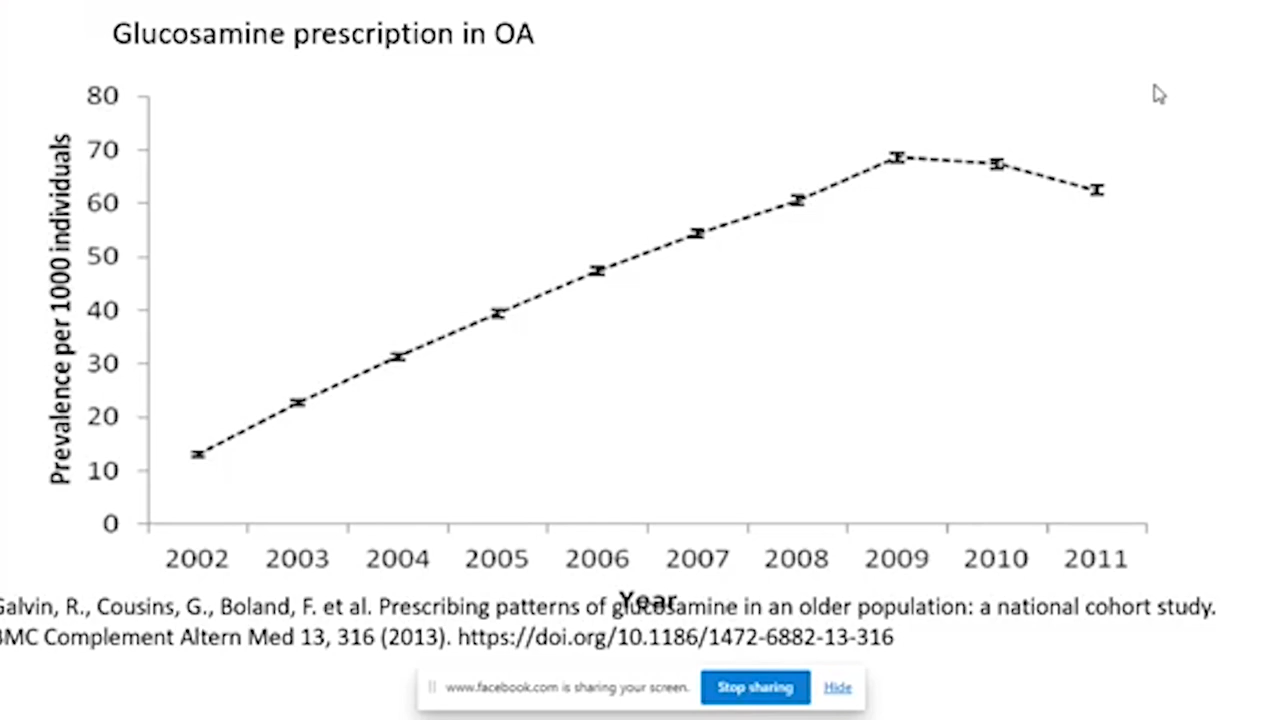 Glucosamine prescription in OA
Prevalence per 1000 individuals
80
70
60
50
40
30
20
10
0
2002 2003 2004 2005 2006 2007 2008 2009 2010 2011
Year
Galvin, R., Cousins, G., Boland, F. et al. Prescribing patterns of glucosamine in an older population: a national cohort study.
BMC Complement Altern Med 13, 316 (2013). https://doi.org/10.1186/1472-6882-13-316
www.facebook.com is sharing your screen. Stop sharing Hide